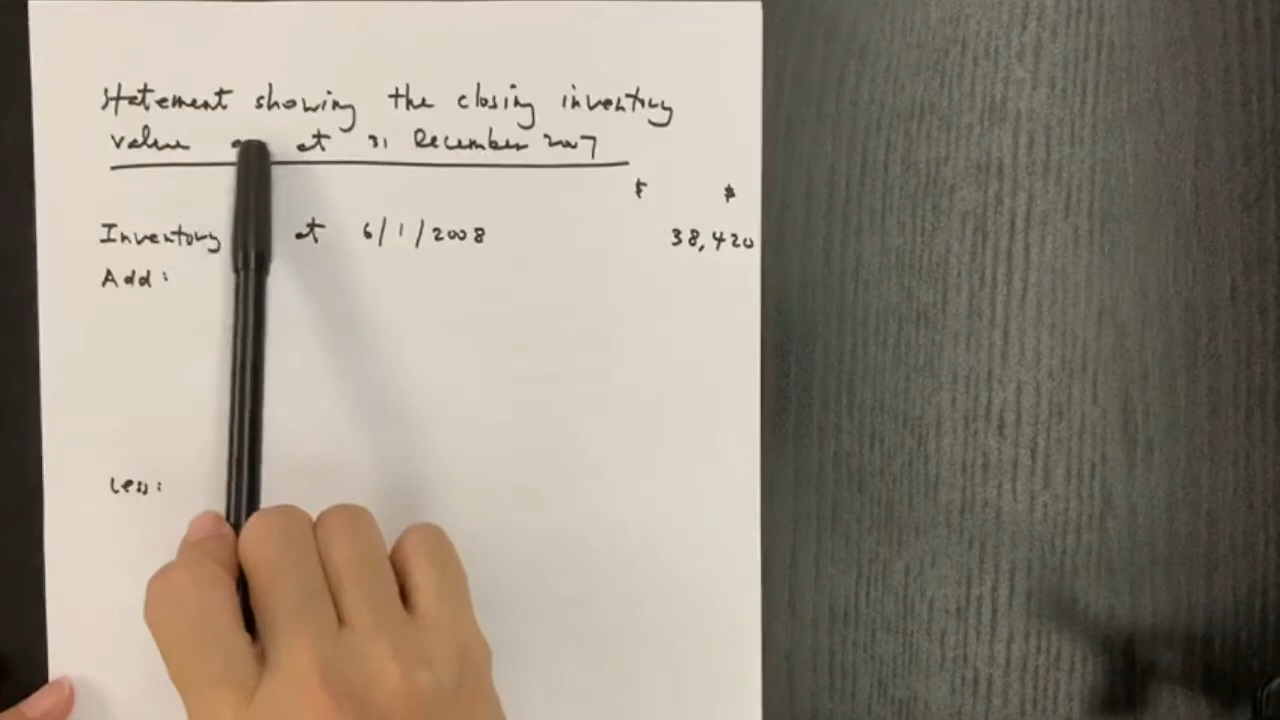 Statement showing the closing inventory
value at 31 December 2007
$ $
Inventory at 6/1/2008 38,420
Add:
Less: